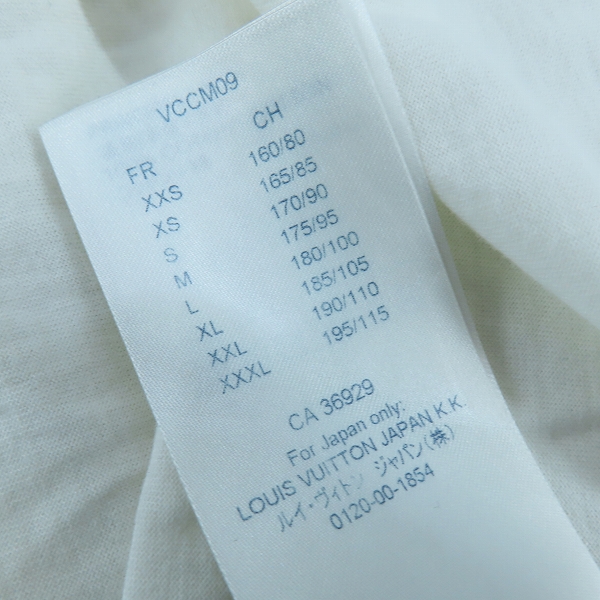 VCCM09
FR CH
XXS 160/80
XS 165/85
S 170/90
M 175/95
L 180/100
XL 185/105
XXL 190/110
XXXL 195/115
CA 36929
For Japan only:
LOUIS VUITTON JAPAN K.K.
ルイ・ヴィトン ジャパン(株)
0120-00-1854